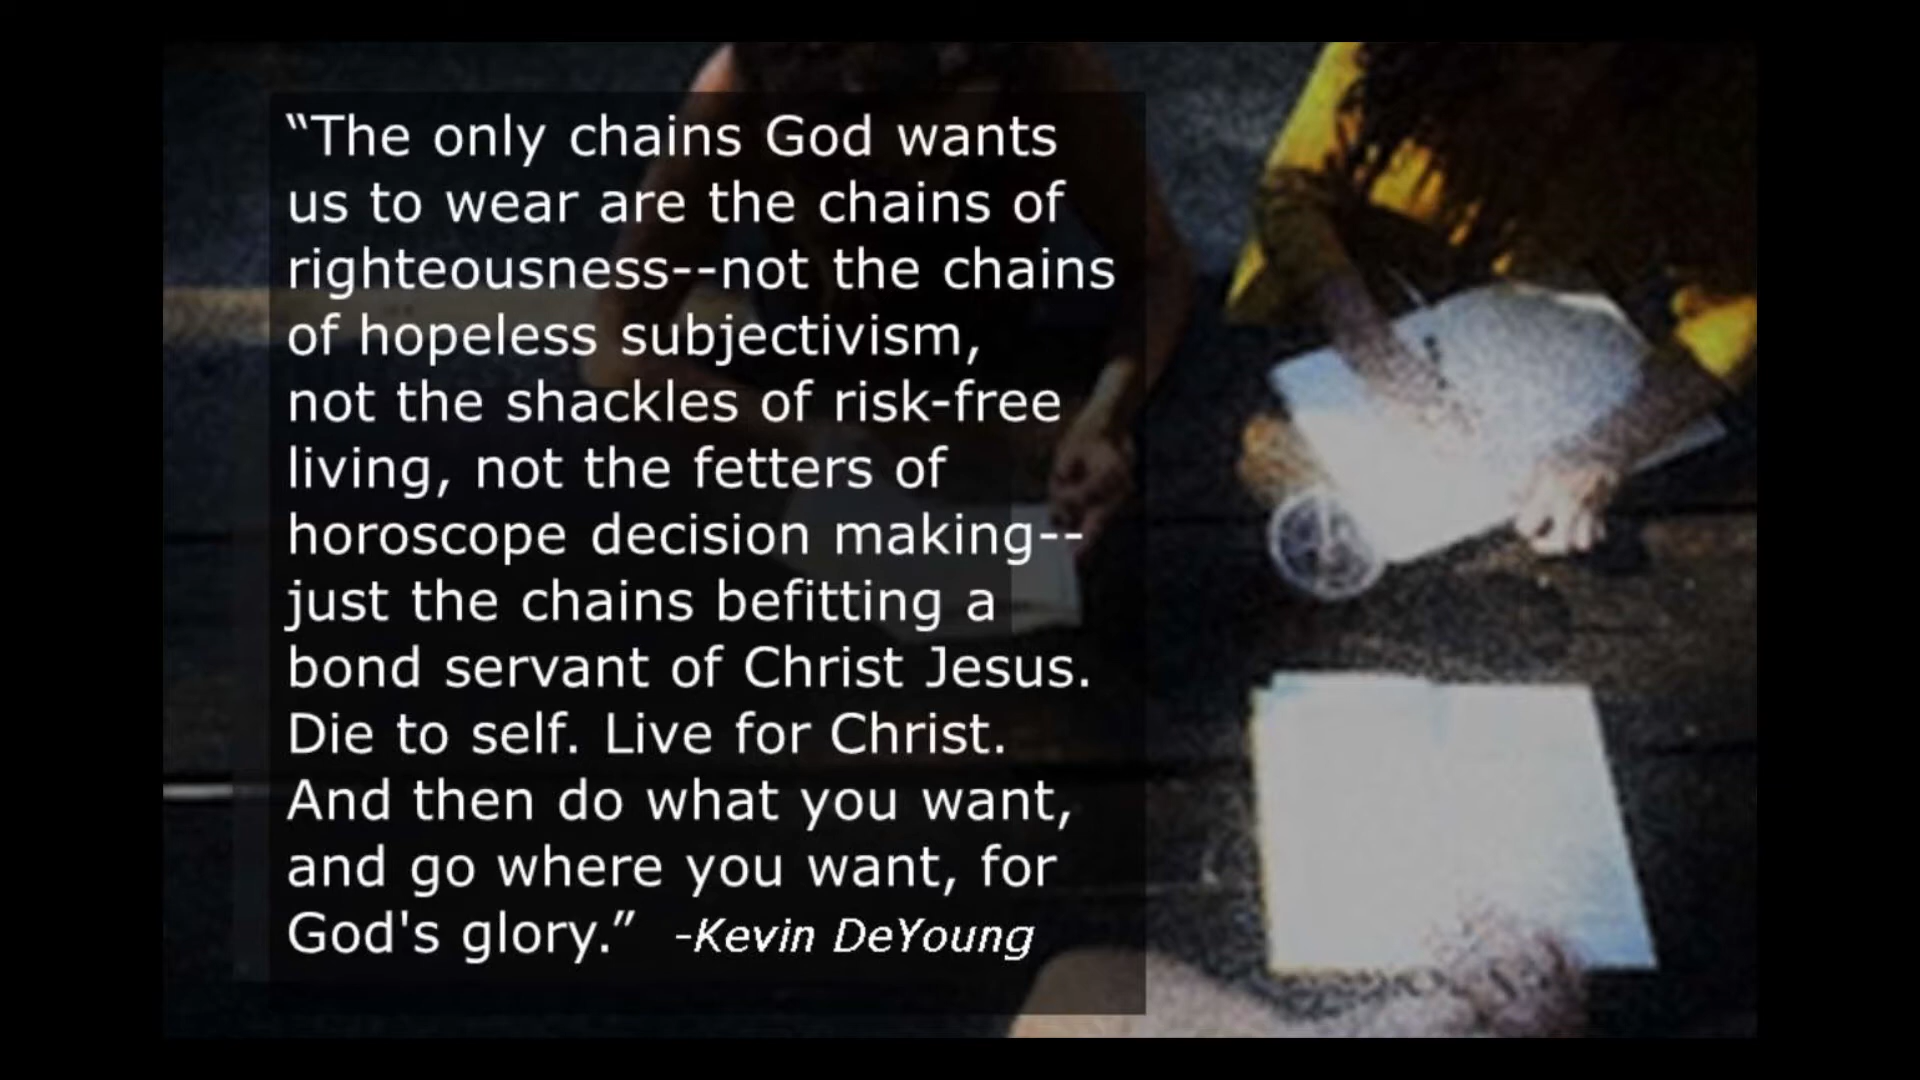 “The only chains God wants
us to wear are the chains of
righteousness--not the chains
of hopeless subjectivism,
not the shackles of risk-free
living, not the fetters of
horoscope decision making--
just the chains befitting a
bond servant of Christ Jesus.
Die to self. Live for Christ.
And then do what you want,
and go where you want, for
God's glory.” -Kevin DeYoung